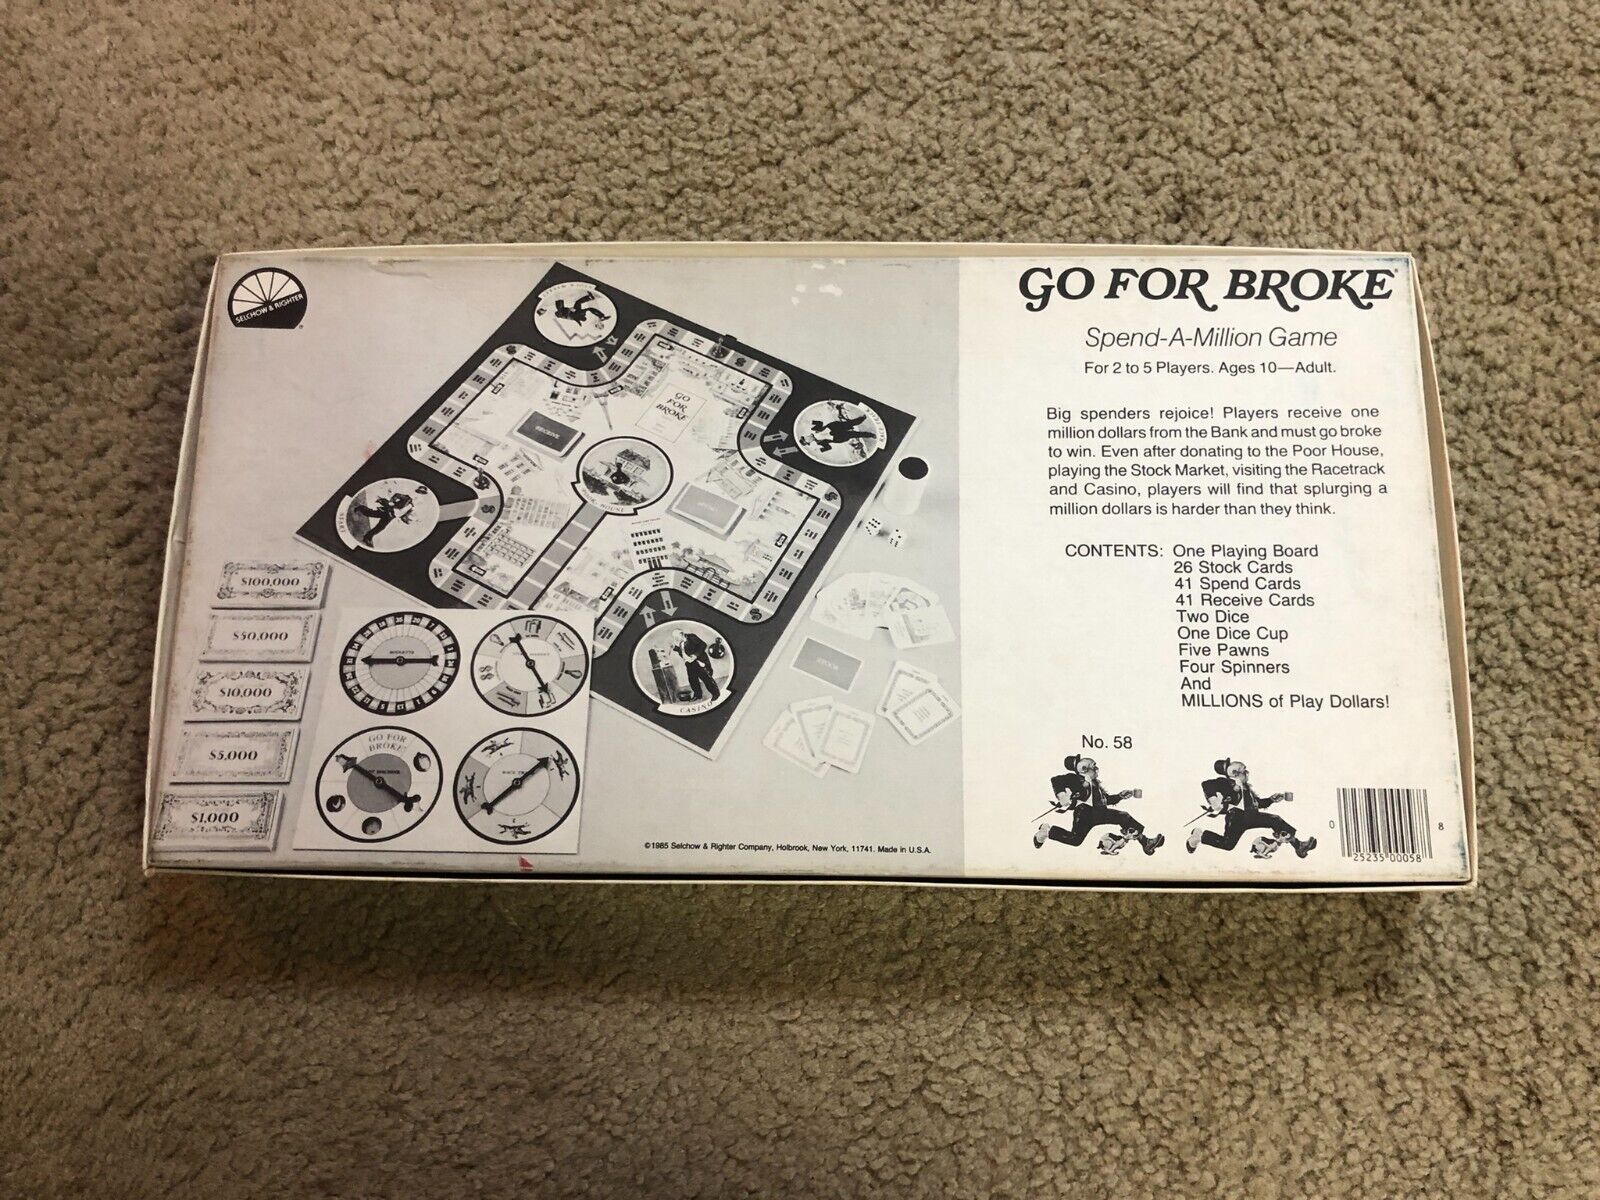 SELCHOW & RIGHTER
®
GO FOR BROKE®
Spend-A-Million Game
For 2 to 5 Players. Ages 10—Adult.
Big spenders rejoice! Players receive one
million dollars from the Bank and must go broke
to win. Even after donating to the Poor House,
playing the Stock Market, visiting the Racetrack
and Casino, players will find that splurging a
million dollars is harder than they think.
CONTENTS: One Playing Board
26 Stock Cards
41 Spend Cards
41 Receive Cards
Two Dice
One Dice Cup
Five Pawns
Four Spinners
And
MILLIONS of Play Dollars!
No. 58
0 25235 00058 8
GO
FOR
BROKE
RECEIVE
START
HOUSE
CASINO
STOCK
$100,000
$50,000
$10,000
$5,000
$1,000
ROULETTE
GO FOR
BROKE
©1985 Selchow & Righter Company, Holbrook, New York, 11741. Made in U.S.A.